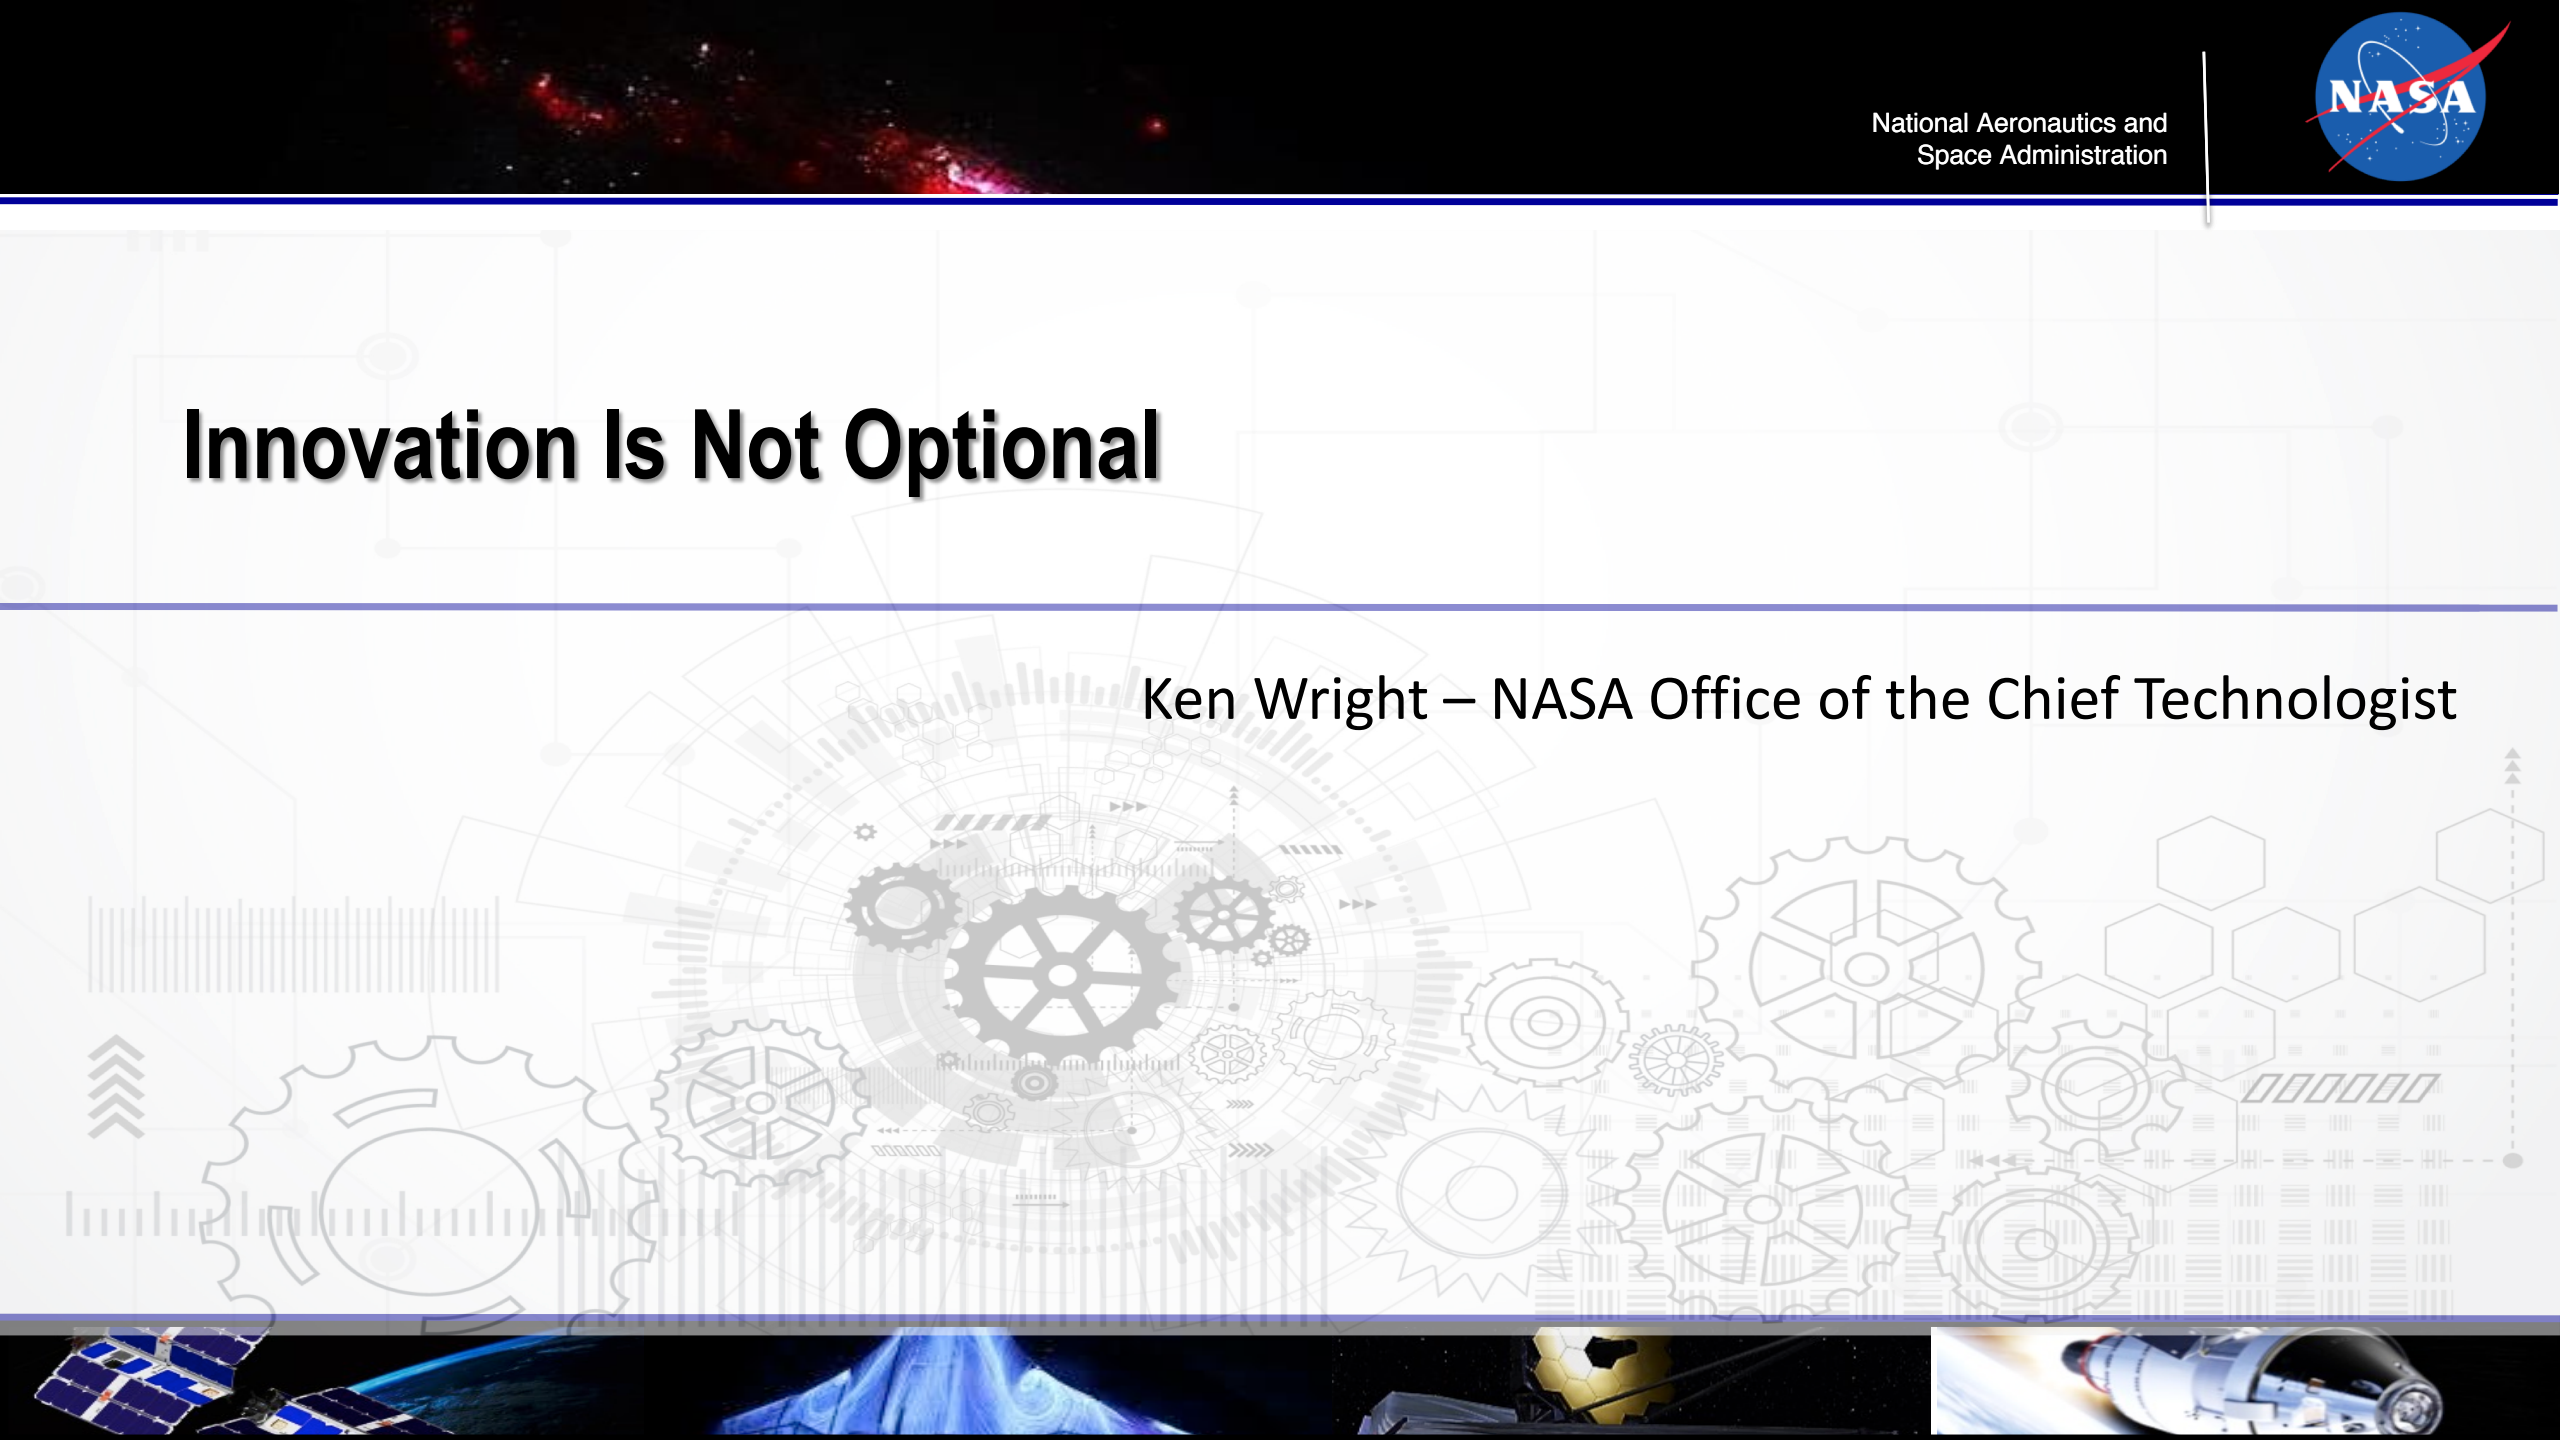 National Aeronautics and
Space Administration
NASA
Innovation Is Not Optional
Ken Wright – NASA Office of the Chief Technologist